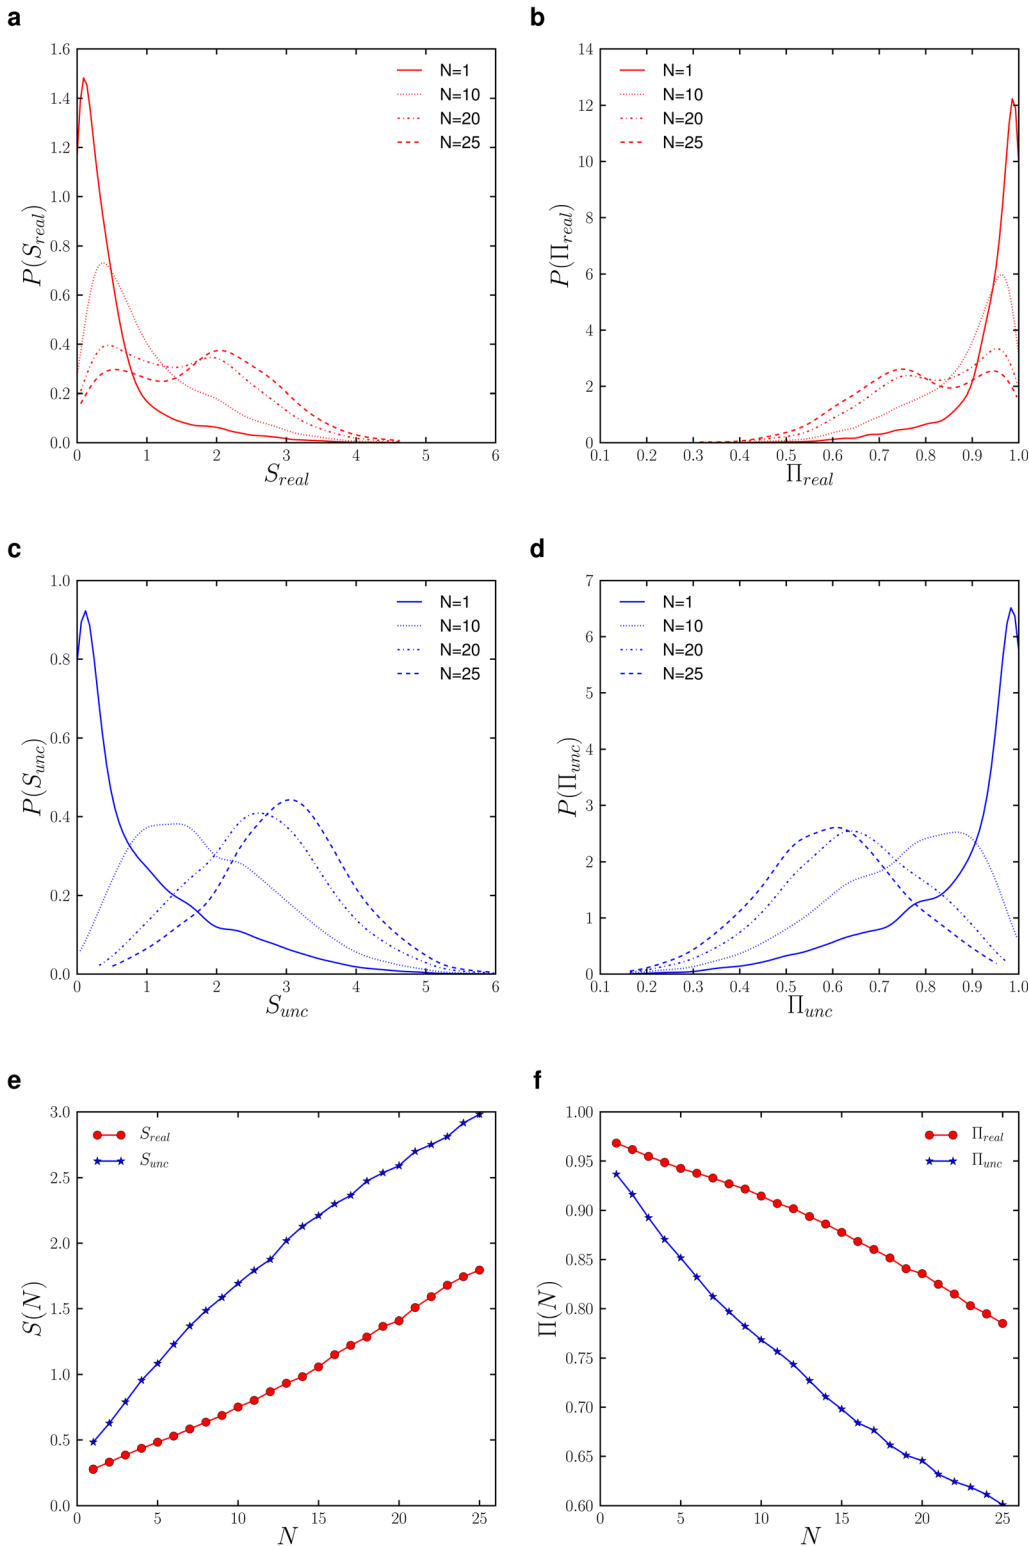 a
1.6
1.4
1.2
1.0
0.8
0.6
0.4
0.2
0.0
P(S_real)
N=1
N=10
N=20
N=25
0 1 2 3 4 5 6
S_real
b
14
12
10
8
6
4
2
0
P(Π_real)
N=1
N=10
N=20
N=25
0.1 0.2 0.3 0.4 0.5 0.6 0.7 0.8 0.9 1.0
Π_real
c
1.0
0.8
0.6
0.4
0.2
0.0
P(S_unc)
N=1
N=10
N=20
N=25
0 1 2 3 4 5 6
S_unc
d
7
6
5
4
3
2
1
0
P(Π_unc)
N=1
N=10
N=20
N=25
0.1 0.2 0.3 0.4 0.5 0.6 0.7 0.8 0.9 1.0
Π_unc
e
3.0
2.5
2.0
1.5
1.0
0.5
0.0
S(N)
S_real
S_unc
0 5 10 15 20 25
N
f
1.00
0.95
0.90
0.85
0.80
0.75
0.70
0.65
0.60
Π(N)
Π_real
Π_unc
0 5 10 15 20 25
N